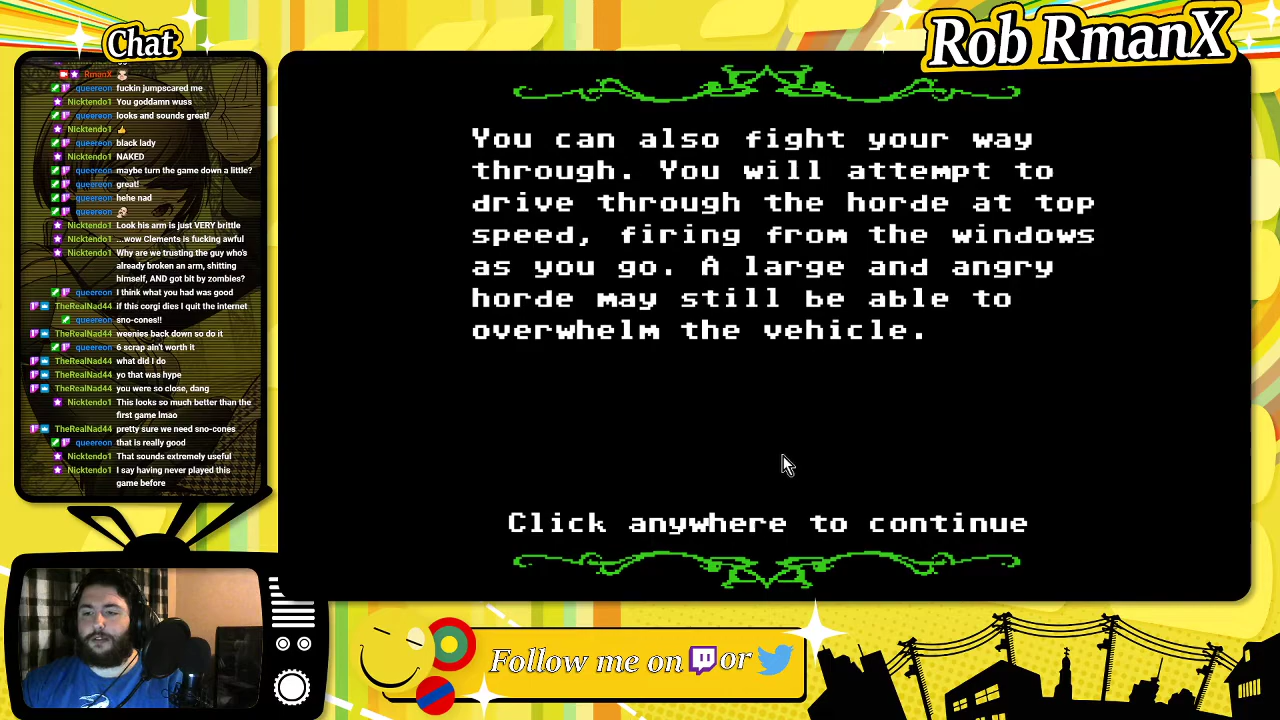 Chat
Rob RmanX
RmanX
queereon fuckin jumpscared me
Nicktendo1 You goddamn wuss
queereon looks and sounds great!
Nicktendo1 👍
queereon black lady
Nicktendo1 NAKED
queereon maybe turn the game down a little?
queereon great!
queereon hehe nad
queereon
Nicktendo1 Look his arm is just VERY brittle
Nicktendo1 ...wow Clements is fucking awful
Nicktendo1 Why are we trusting the guy who's
already broken an arm, shitting
himself, AND got bit by zombies?
queereon I think what you had was good
TheRealNad44 if this corgi dies I quit the internet
queereon sno-cones!!
TheRealNad44 weenies back down so do it
queereon 6 scrap ain't worth it
TheRealNad44 what did I do
TheRealNad44 yo that was hype
TheRealNad44 you were so close, dang
Nicktendo1 This looks so much better than the
first game lmao
TheRealNad44 pretty sure we need sno-cones
queereon that is really good
Nicktendo1 That sounds extremely useful
Nicktendo1 I say having never played this
game before
You can also fight your way
through. You will attempt to
drive through the horde at top
speed, firing from the windows
as you go. A large and angry
horde may still be able to
overwhelm the vehicle.
Click anywhere to continue
Follow me on or